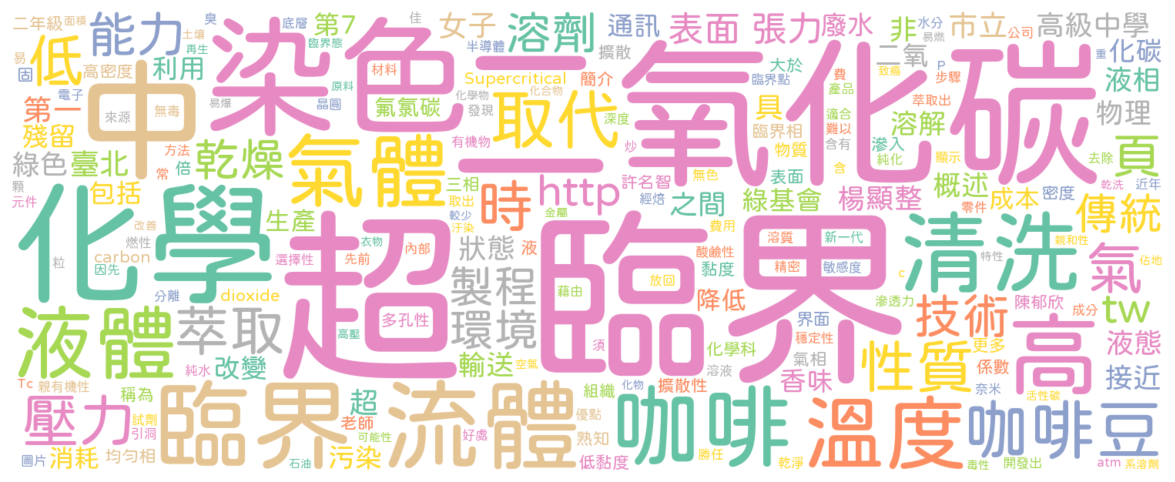 二年級 面積
能力
臭
染色
底層
佳
第7
女子
溶劑
通訊
表面
張力
廢水
非
水分
市立
公司
高級中學
易
固
低
土壤
再生
臨界態
半導體
擴散
二氧
易燃
重
化碳
高密度
利用
原料
材料
Supercritical
簡介
大於
臨界點
費
產品
致癌
P
步驟
液相
第一
電子
中
來源
無毒
易爆
晶圓
氟氯碳
化學物
發現
化合物
取代
深度
具
臨界相
物質
一氧化碳
適合
難以
含有
萃取出
溶解
滲入
純化
物理
殘留
方法
倍
常
乾燥
氣體
有機物
炒
無色
含
顯示
去除
頁
綠色
臺北
顆
元件
包括
三相
取出
較少
汙染
時
http
許名智
經焙
金屬
表面
之間
綠基會
楊顯整
概述
零件
乾洗
成本
近年
密度
傳統
化學
改善
燃性
粒
carbon
因先
生產
選擇性
超
衣物
先前
內部
狀態
液
臨界
費用
酸鹼性
黏度
溶質
精密
新一代
敏感度
清洗
特性
c
親和性
佔地
氣
分離
dioxide
製程
藉由
放回
降低
滲透力
技術
陳郁欣
成分
tw
液體
萃取
高壓
多孔性
環境
須
界面
穩定性
高
液態
純水
改變
輸送
空氣
化學科
溶液
氣相
性質
更多
係數
接近
Tc
親有機性
稱為
壓力
試劑
引洞
臨界流體
超
老師
可能性
組織
化物
優點
好處
熟知
咖啡
擴散性
香味
溫度
奈米
活性碳
咖啡豆
圖片
消耗
均勻相
石油
污染
低黏度
勝任
乾淨
毒性
開發出
atm
系溶劑